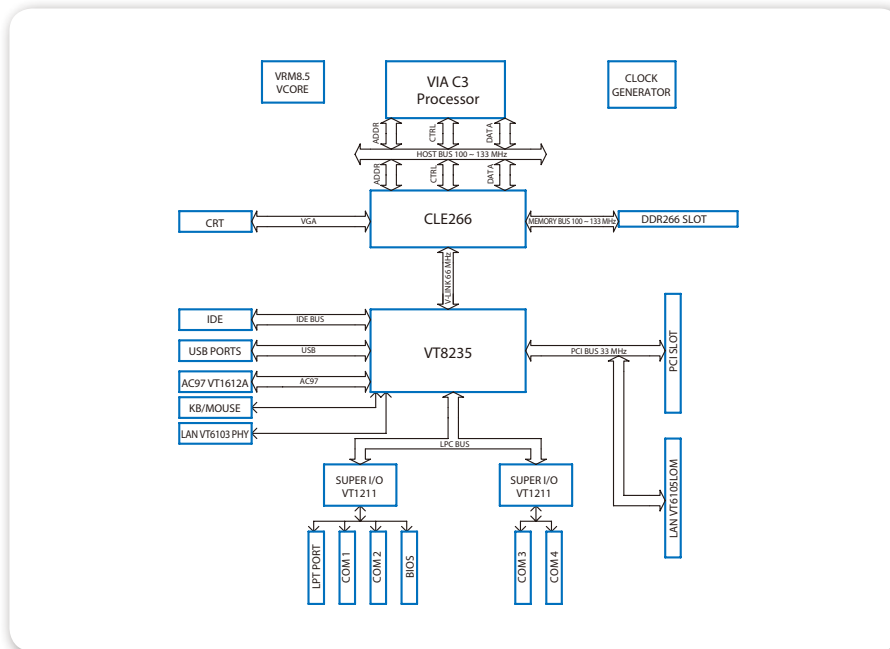 VRM8.5
VCORE
VIA C3
Processor
CLOCK
GENERATOR
ADDR
CTRL
DATA
HOST BUS 100 – 133 MHz
ADDR
CTRL
DATA
CRT
VGA
CLE266
MEMORY BUS 100 – 133 MHz
DDR266 SLOT
V-LINK 66 MHz
IDE
IDE BUS
USB PORTS
USB
VT8235
PCI BUS 33 MHz
PCI SLOT
AC97 VT1612A
AC97
KB/MOUSE
LAN VT6103 PHY
LPC BUS
SUPER I/O
VT1211
SUPER I/O
VT1211
LAN VT6105LOM
LPT PORT
COM 1
COM 2
BIOS
COM 3
COM 4